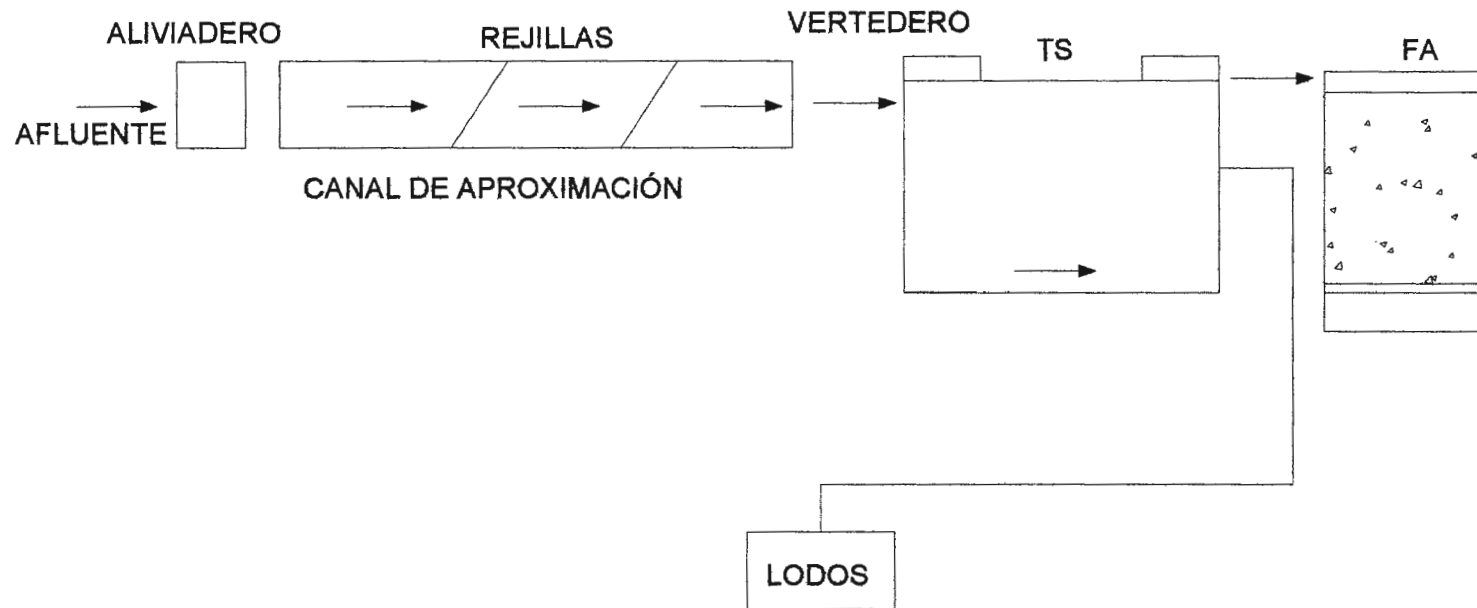 ALIVIADERO
REJILLAS
VERTEDERO
TS
FA
AFLUENTE
CANAL DE APROXIMACIÓN
LODOS